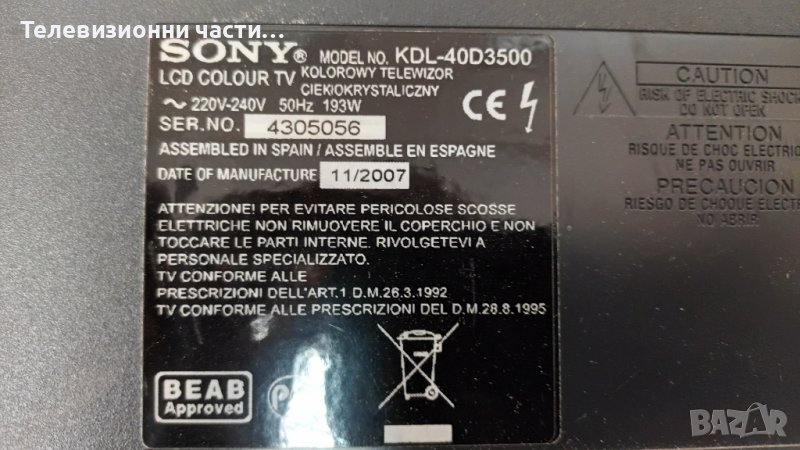 Телевизионни части...
SONY® MODEL NO. KDL-40D3500
LCD COLOUR TV KOLOROWY TELEWIZOR
CIEKŁOKRYSTALICZNY
~ 220V-240V 50Hz 193W
CE
SER.NO. 4305056
ASSEMBLED IN SPAIN / ASSEMBLE EN ESPAGNE
DATE OF MANUFACTURE 11/2007
ATTENZIONE! PER EVITARE PERICOLOSE SCOSSE
ELETTRICHE NON RIMUOVERE IL COPERCHIO E NON
TOCCARE LE PARTI INTERNE. RIVOLGETEVI A
PERSONALE SPECIALIZZATO.
TV CONFORME ALLE
PRESCRIZIONI DELL'ART.1 D.M.26.3.1992
TV CONFORME ALLE PRESCRIZIONI DEL D.M.28.8.1995
BEAB
Approved
CAUTION
RISK OF ELECTRIC SHOCK
DO NOT OPEN
ATTENTION
RISQUE DE CHOC ELECTRIC
NE PAS OUVRIR
PRECAUCION
RIESGO DE CHOQUE ELECTR
NO ABRIR
BAZAR